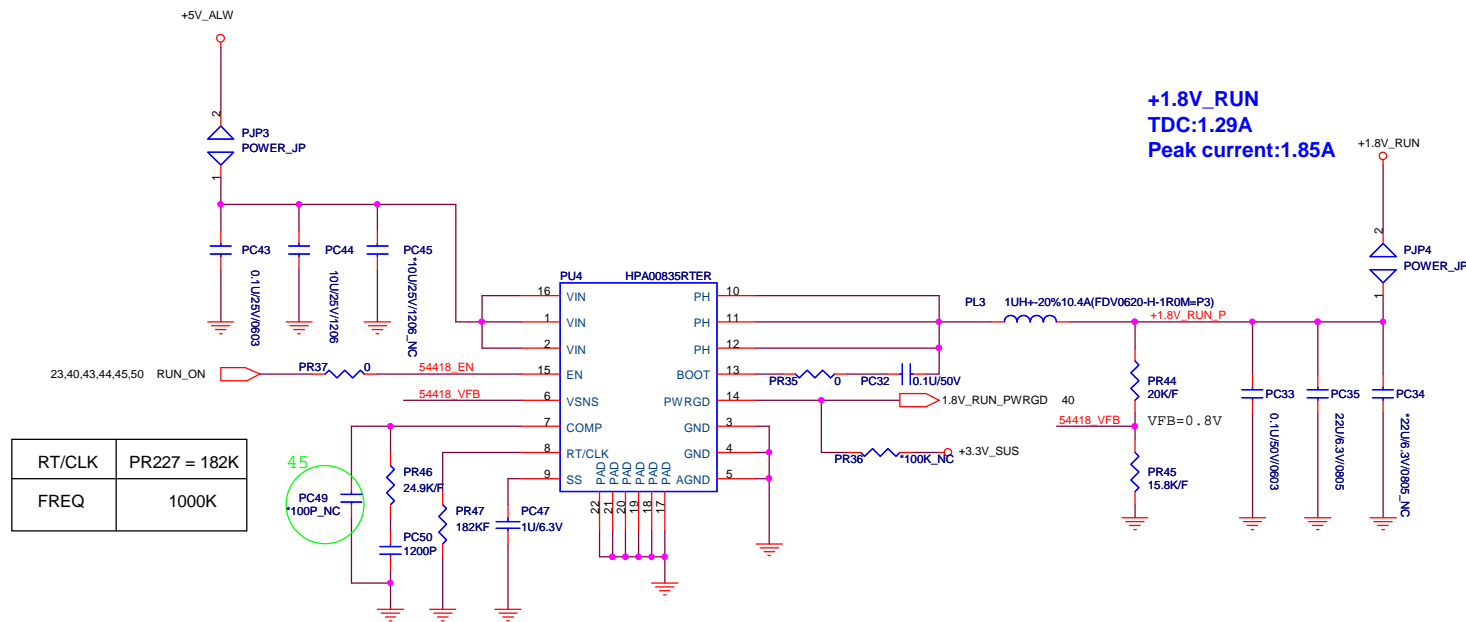 +5V_ALW
2
PJP3
POWER_JP
1
PC43
0.1U/25V/0603
PC44
10U/25V/1206
PC45
*10U/25V/1206_NC
+1.8V_RUN
TDC:1.29A
Peak current:1.85A
+1.8V_RUN
2
PJP4
POWER_JP
1
PU4
HPA00835RTER
16
VIN
1
VIN
2
VIN
15
EN
6
VSNS
7
COMP
8
RT/CLK
9
SS
PH
10
PH
11
PH
12
BOOT
13
PWRGD
14
GND
3
GND
4
AGND
5
PAD
PAD
PAD
PAD
PAD
PAD
22
21
20
19
18
17
23,40,43,44,45,50 RUN_ON
PR37
0
54418_EN
54418_VFB
PL3
1UH+-20%10.4A(FDV0620-H-1R0M=P3)
+1.8V_RUN_P
PR35
0
PC32
0.1U/50V
1.8V_RUN_PWRGD 40
PR36
*100K_NC
+3.3V_SUS
PR44
20K/F
54418_VFB
VFB=0.8V
PR45
15.8K/F
PC33
0.1U/50V/0603
PC35
22U/6.3V/0805
PC34
*22U/6.3V/0805_NC
RT/CLK PR227 = 182K
FREQ 1000K
45
PC49
*100P_NC
PR46
24.9K/F
PC50
1200P
PR47
182KF
PC47
1U/6.3V